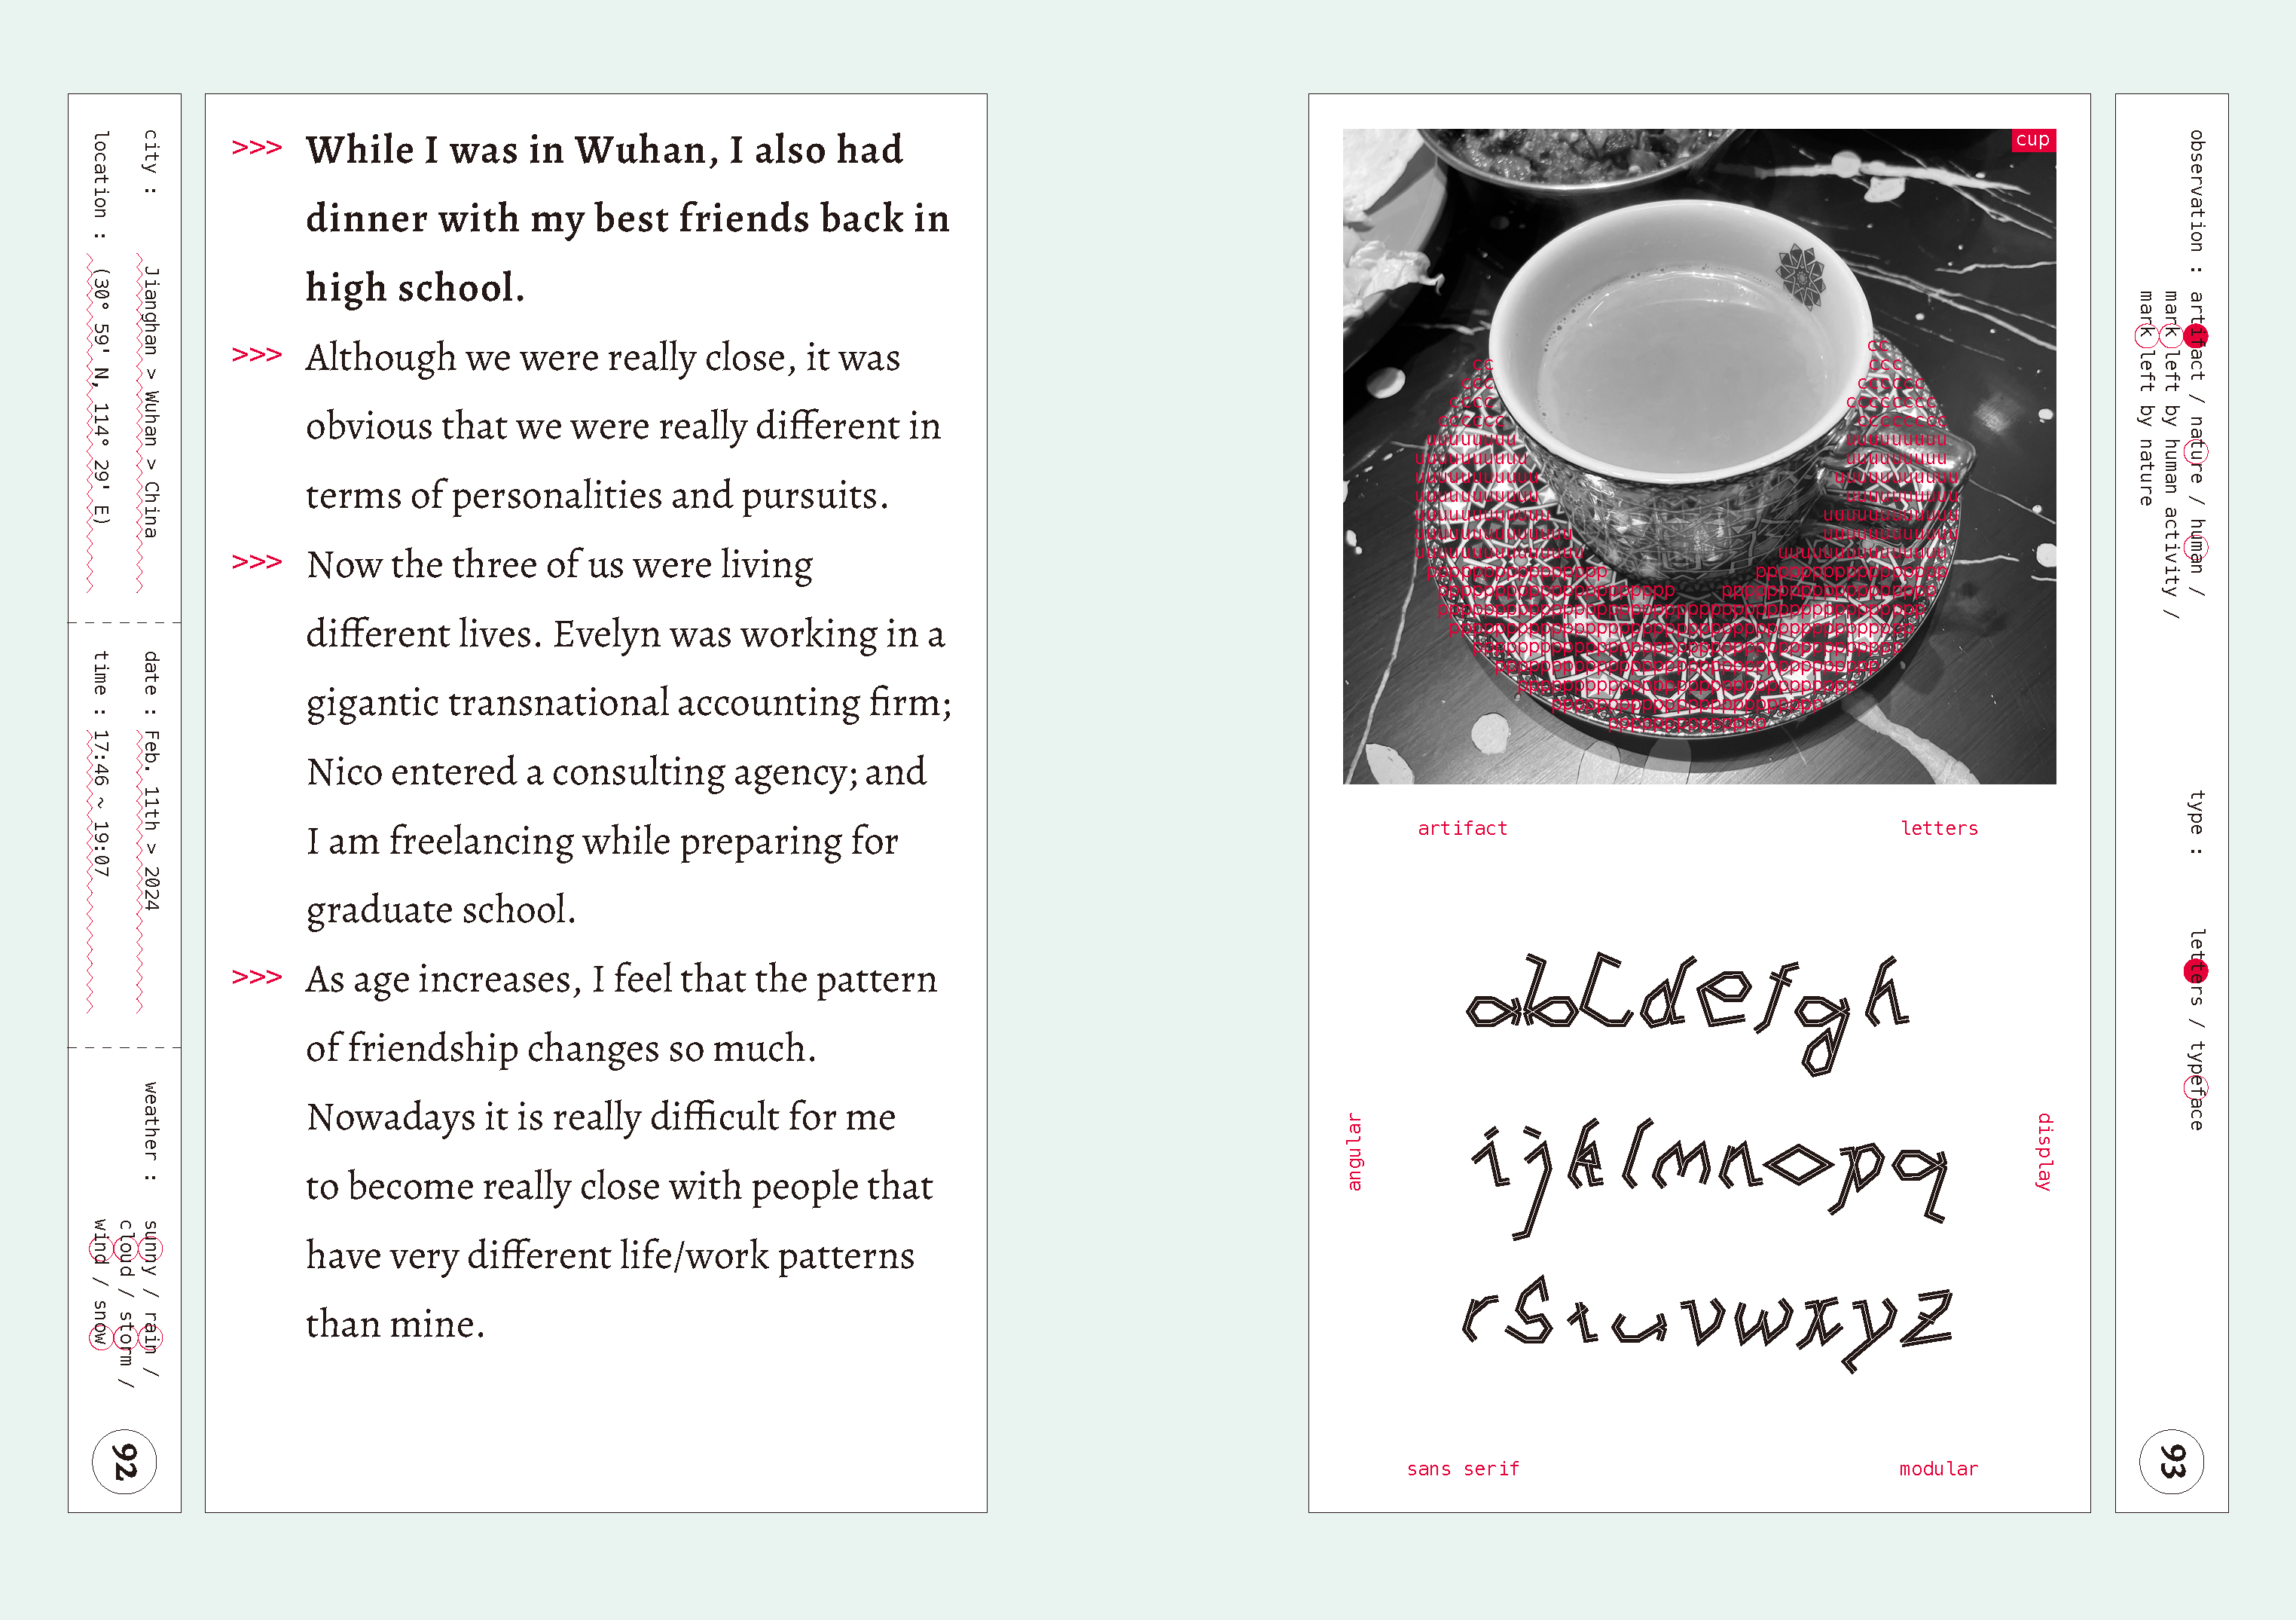 city :
Jianghan > Wuhan > China
location :
(30° 59' N, 114° 29' E)
date :
Feb. 11th > 2024
time :
17:46 ~ 19:07
weather :
sunny / rain /
cloud / storm /
wind / snow
92
>>> While I was in Wuhan, I also had
dinner with my best friends back in
high school.
>>> Although we were really close, it was
obvious that we were really different in
terms of personalities and pursuits.
>>> Now the three of us were living
different lives. Evelyn was working in a
gigantic transnational accounting firm;
Nico entered a consulting agency; and
I am freelancing while preparing for
graduate school.
>>> As age increases, I feel that the pattern
of friendship changes so much.
Nowadays it is really difficult for me
to become really close with people that
have very different life/work patterns
than mine.
cup
artifact
letters
angular
abcdefgh
ijklmnopq
rstuvwxyz
display
sans serif
modular
observation :
artifact / nature / human /
mark left by human activity /
mark left by nature
type :
letters / typeface
93